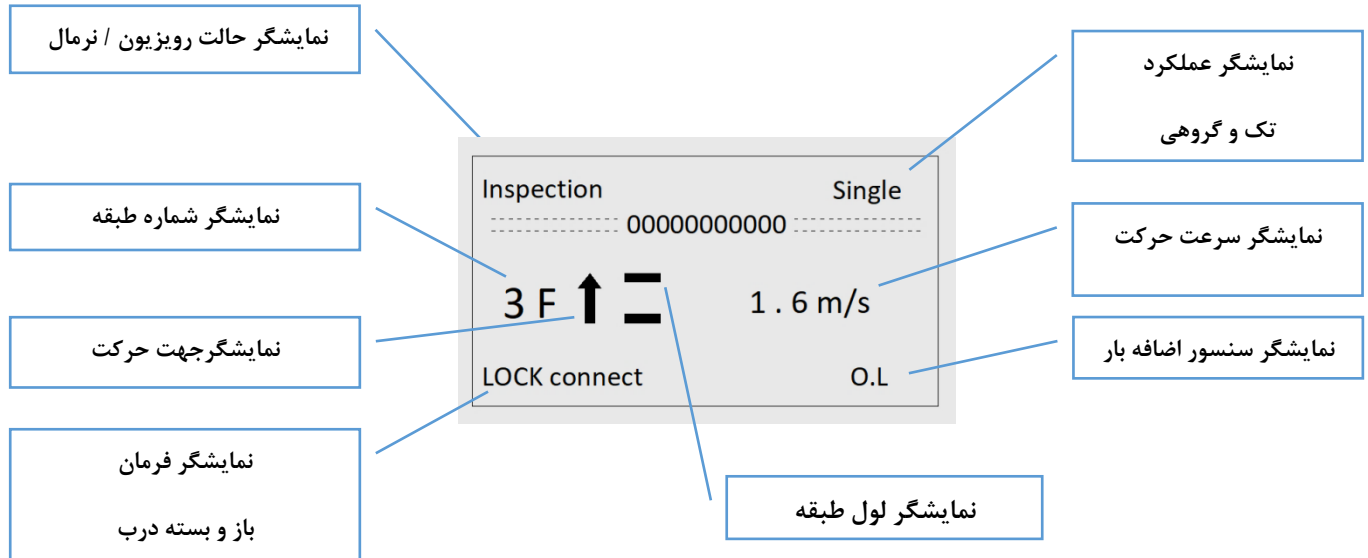 نمایشگر حالت رویزیون / نرمال
نمایشگر عملکرد
تک و گروهی
Inspection
Single
00000000000
نمایشگر شماره طبقه
نمایشگر سرعت حرکت
3 F
1 . 6 m/s
نمایشگرجهت حرکت
نمایشگر سنسور اضافه بار
LOCK connect
O.L
نمایشگر فرمان
باز و بسته درب
نمایشگر لول طبقه